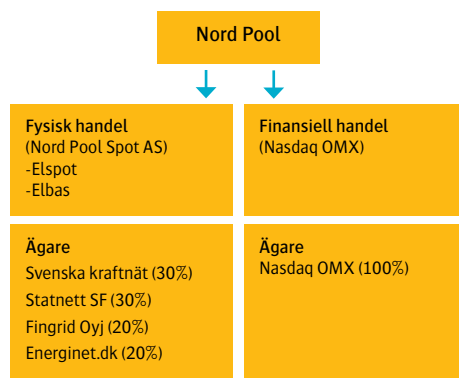 Nord Pool
Fysisk handel
(Nord Pool Spot AS)
-Elspot
-Elbas
Finansiell handel
(Nasdaq OMX)
Ägare
Svenska kraftnät (30%)
Statnett SF (30%)
Fingrid Oyj (20%)
Energinet.dk (20%)
Ägare
Nasdaq OMX (100%)